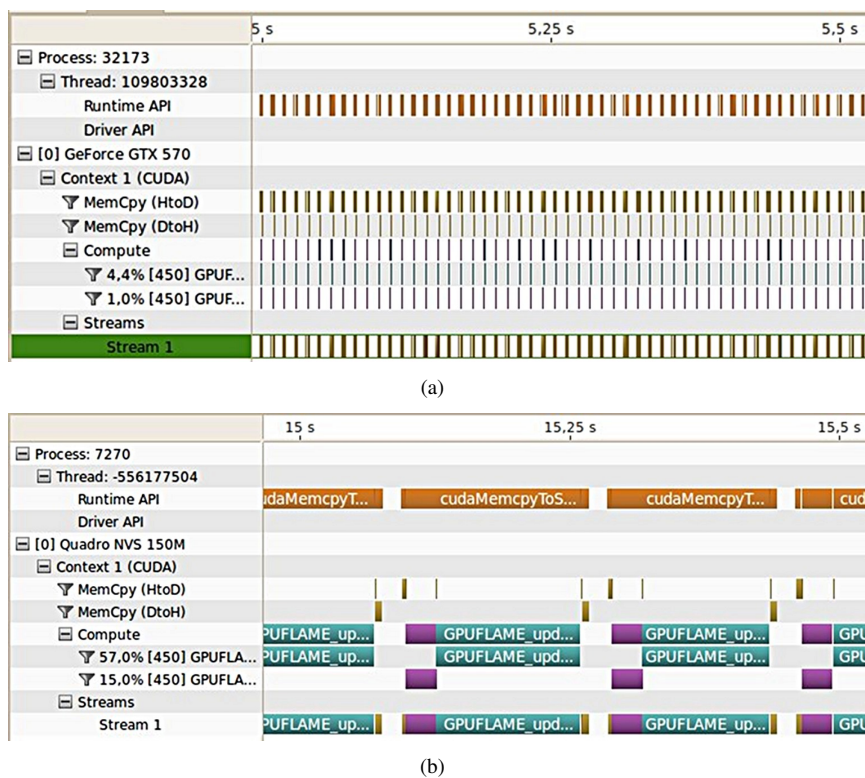 5 s 5,25 s 5,5 s
Process: 32173
Thread: 109803328
Runtime API
Driver API
[0] GeForce GTX 570
Context 1 (CUDA)
MemCpy (HtoD)
MemCpy (DtoH)
Compute
4,4% [450] GPUF...
1,0% [450] GPUF...
Streams
Stream 1
(a)
15 s 15,25 s 15,5 s
Process: 7270
Thread: -556177504
Runtime API udaMemcpyT... cudaMemcpyToS... cudaMemcpyT... cud
Driver API
[0] Quadro NVS 150M
Context 1 (CUDA)
MemCpy (HtoD)
MemCpy (DtoH)
Compute PUFLAME_up... GPUFLAME_upd... GPUFLAME_up... GPU
57,0% [450] GPUFLA... PUFLAME_up... GPUFLAME_upd... GPUFLAME_up... GPU
15,0% [450] GPUFLA...
Streams
Stream 1 PUFLAME_up... GPUFLAME_upd... GPUFLAME_up... GPU
(b)